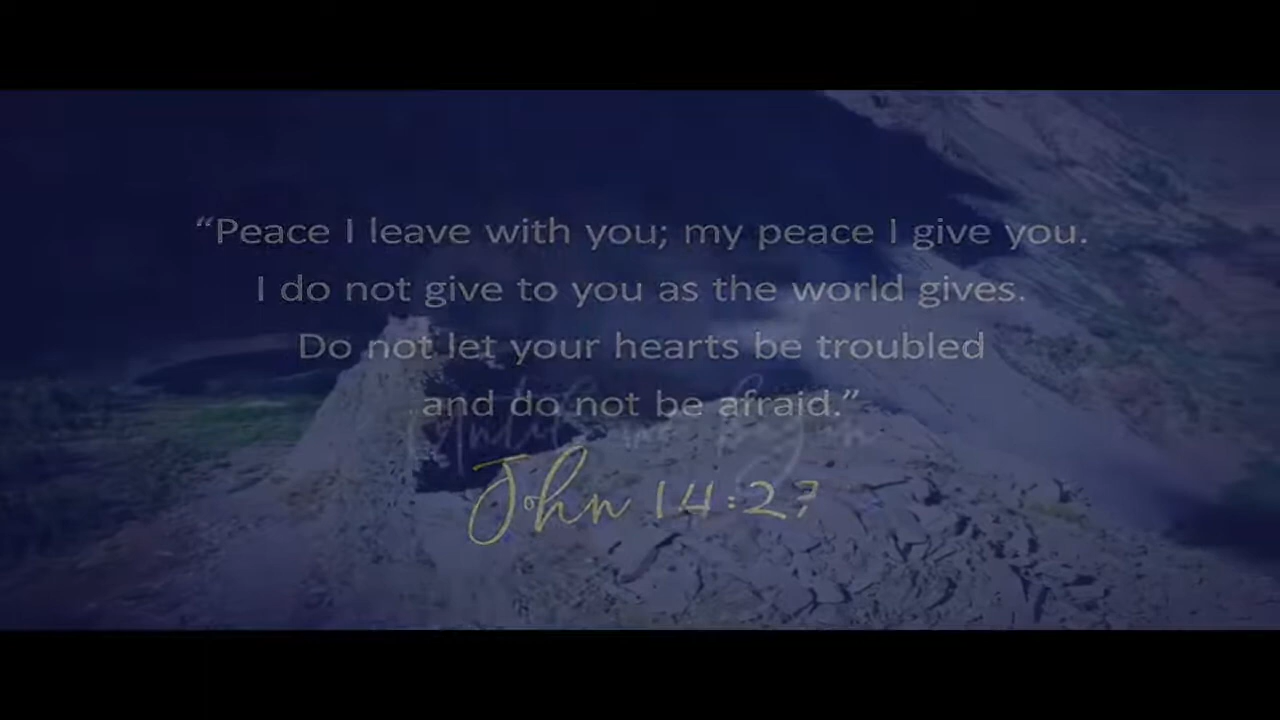 “Peace I leave with you; my peace I give you.
I do not give to you as the world gives.
Do not let your hearts be troubled
and do not be afraid.”
John 14:27